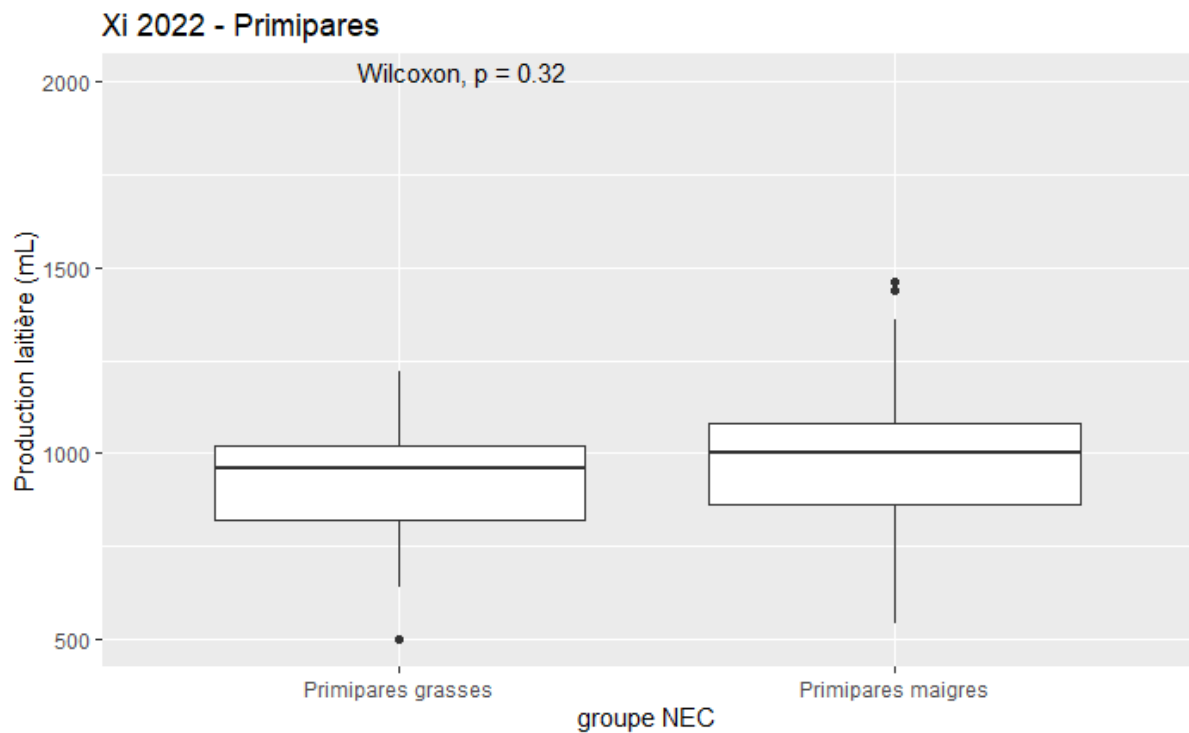 Xi 2022 - Primipares
Wilcoxon, p = 0.32
Production laitière (mL)
2000
1500
1000
500
Primipares grasses
Primipares maigres
groupe NEC